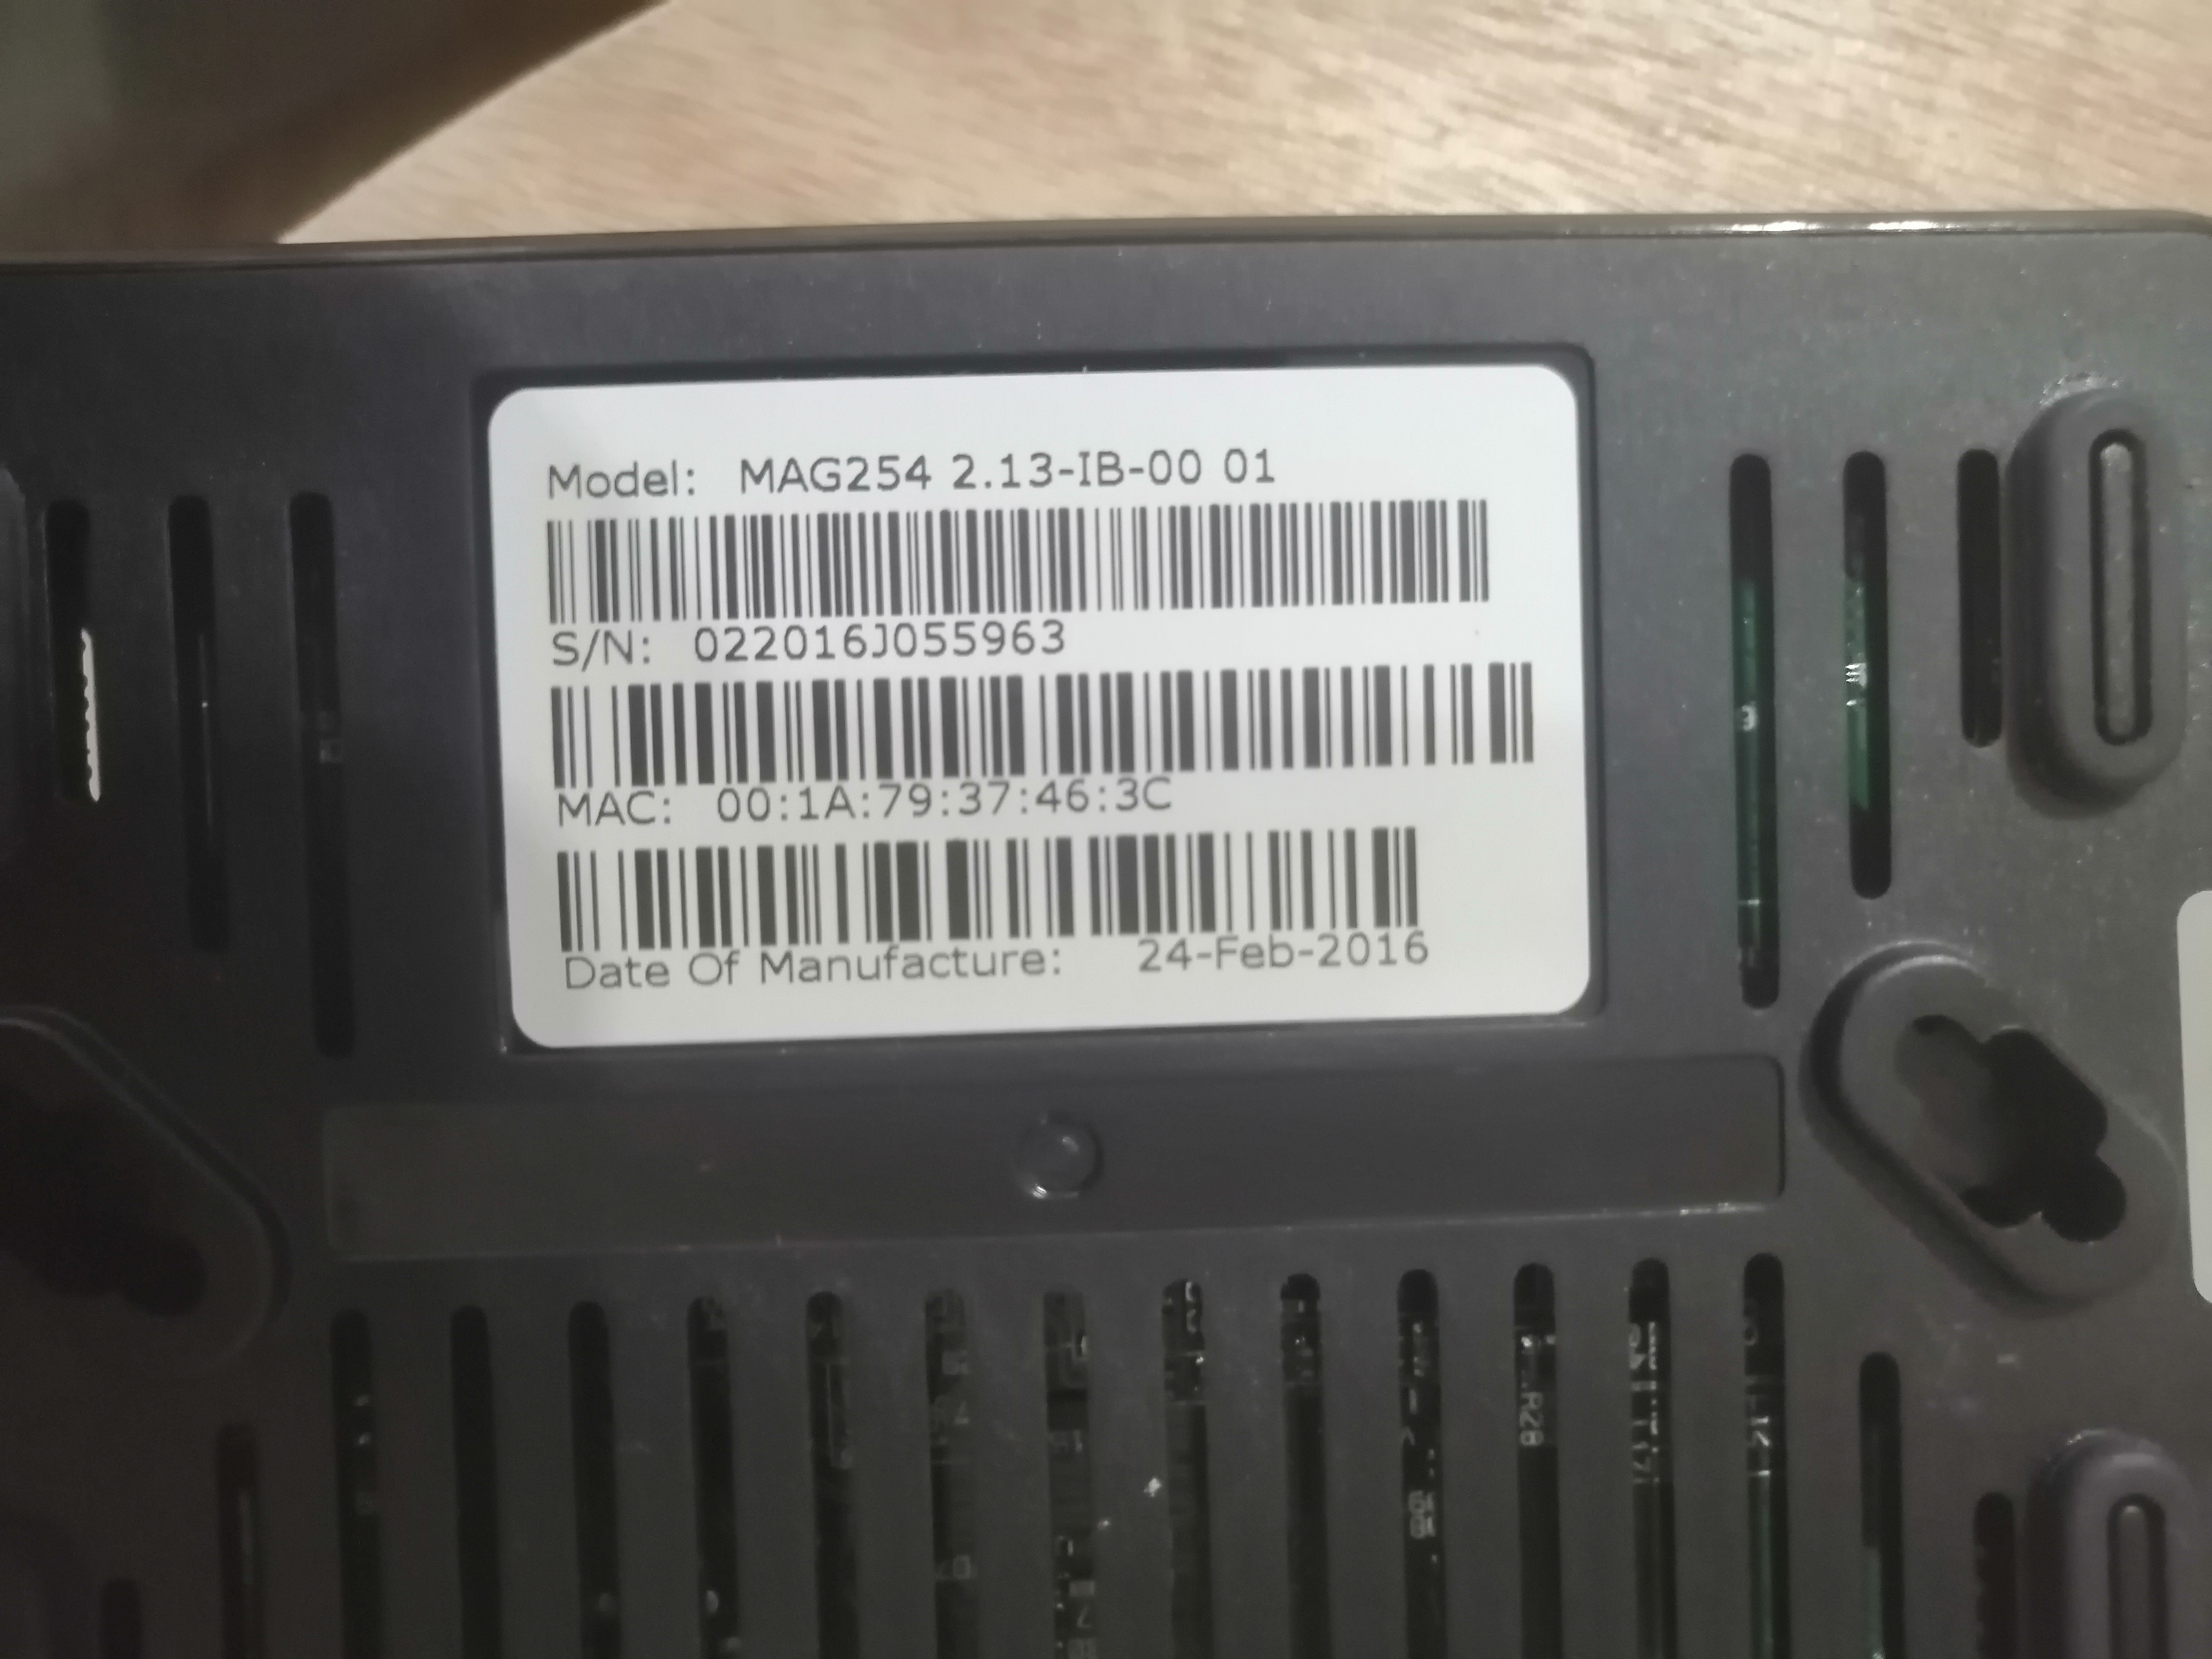 Model: MAG254 2.13-IB-00 01
S/N: 022016J055963
MAC: 00:1A:79:37:46:3C
Date Of Manufacture: 24-Feb-2016